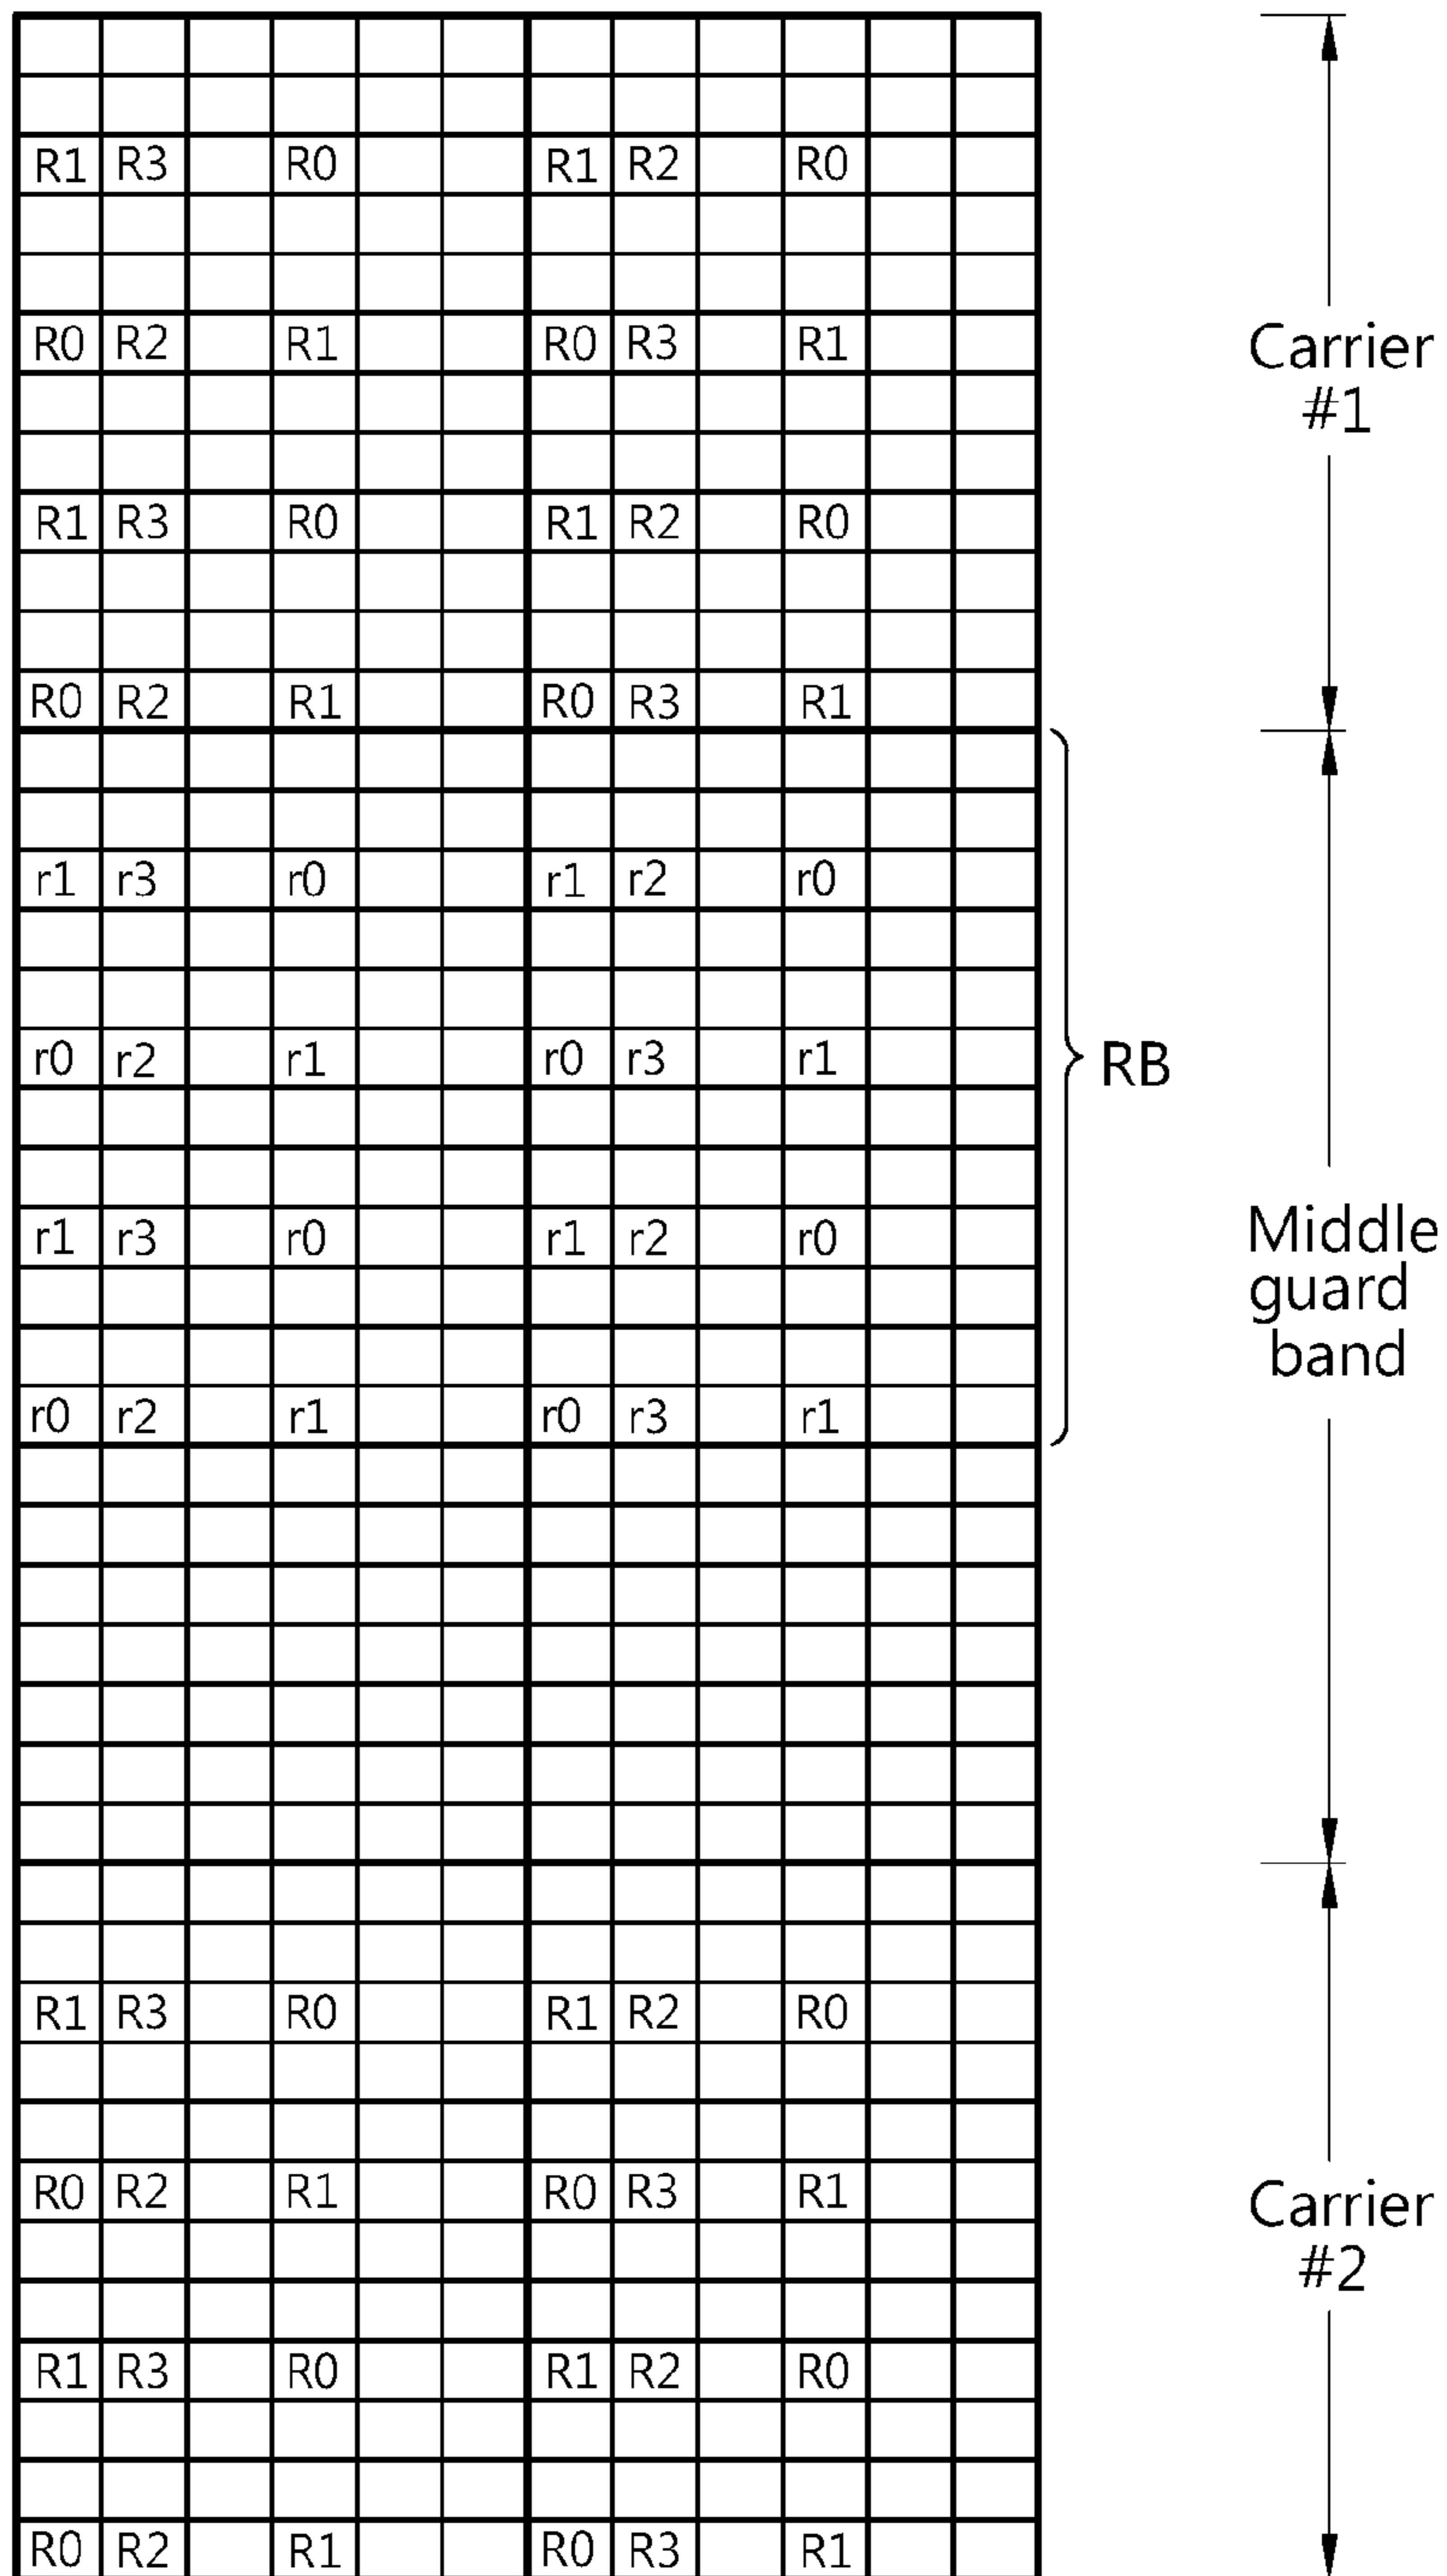 R1 R3 R0 R1 R2 R0
R0 R2 R1 R0 R3 R1
Carrier
#1
R1 R3 R0 R1 R2 R0
R0 R2 R1 R0 R3 R1
r1 r3 r0 r1 r2 r0
r0 r2 r1 r0 r3 r1
RB
r1 r3 r0 r1 r2 r0
Middle
guard
band
r0 r2 r1 r0 r3 r1
R1 R3 R0 R1 R2 R0
R0 R2 R1 R0 R3 R1
Carrier
#2
R1 R3 R0 R1 R2 R0
R0 R2 R1 R0 R3 R1